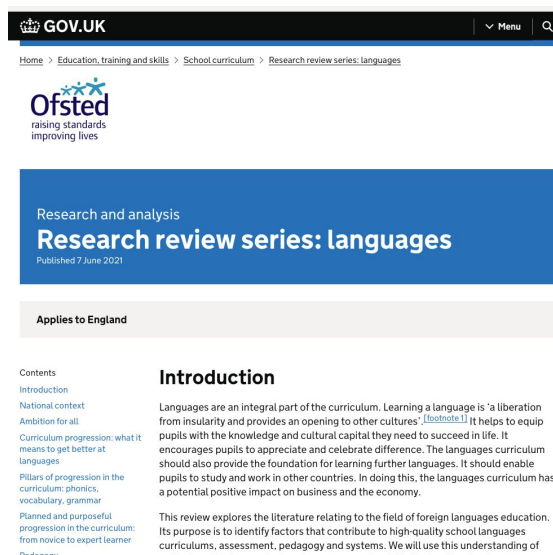 GOV.UK
Menu
Home > Education, training and skills > School curriculum > Research review series: languages
Ofsted
raising standards
improving lives
Research and analysis
Research review series: languages
Published 7 June 2021
Applies to England
Contents
Introduction
National context
Ambition for all
Curriculum progression: what it
means to get better at
languages
Pillars of progression in the
curriculum: phonics,
vocabulary, grammar
Planned and purposeful
progression in the curriculum:
from novice to expert learner
Pedagogy
Introduction
Languages are an integral part of the curriculum. Learning a language is ‘a liberation
from insularity and provides an opening to other cultures’.[footnote 1] It helps to equip
pupils with the knowledge and cultural capital they need to succeed in life. It
encourages pupils to appreciate and celebrate difference. The languages curriculum
should also provide the foundation for learning further languages. It should enable
pupils to study and work in other countries. In doing this, the languages curriculum has
a potential positive impact on business and the economy.
This review explores the literature relating to the field of foreign languages education.
Its purpose is to identify factors that contribute to high-quality school languages
curriculums, assessment, pedagogy and systems. We will use this understanding of